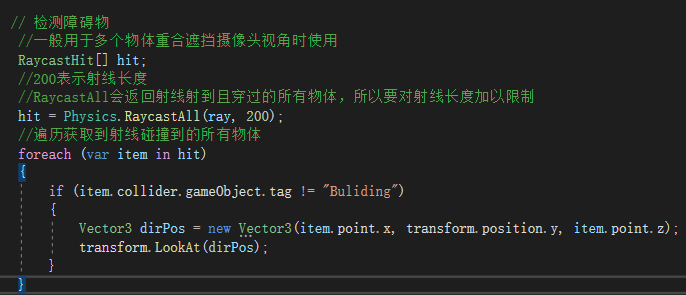 // 检测障碍物
//一般用于多个物体重合遮挡摄像头视角时使用
RaycastHit[] hit;
//200表示射线长度
//RaycastAll会返回射线射到且穿过的所有物体，所以要对射线长度加以限制
hit = Physics.RaycastAll(ray, 200);
//遍历获取到射线碰撞到的所有物体
foreach (var item in hit)
{
if (item.collider.gameObject.tag != "Buliding")
{
Vector3 dirPos = new Vector3(item.point.x, transform.position.y, item.point.z);
transform.LookAt(dirPos);
}
}